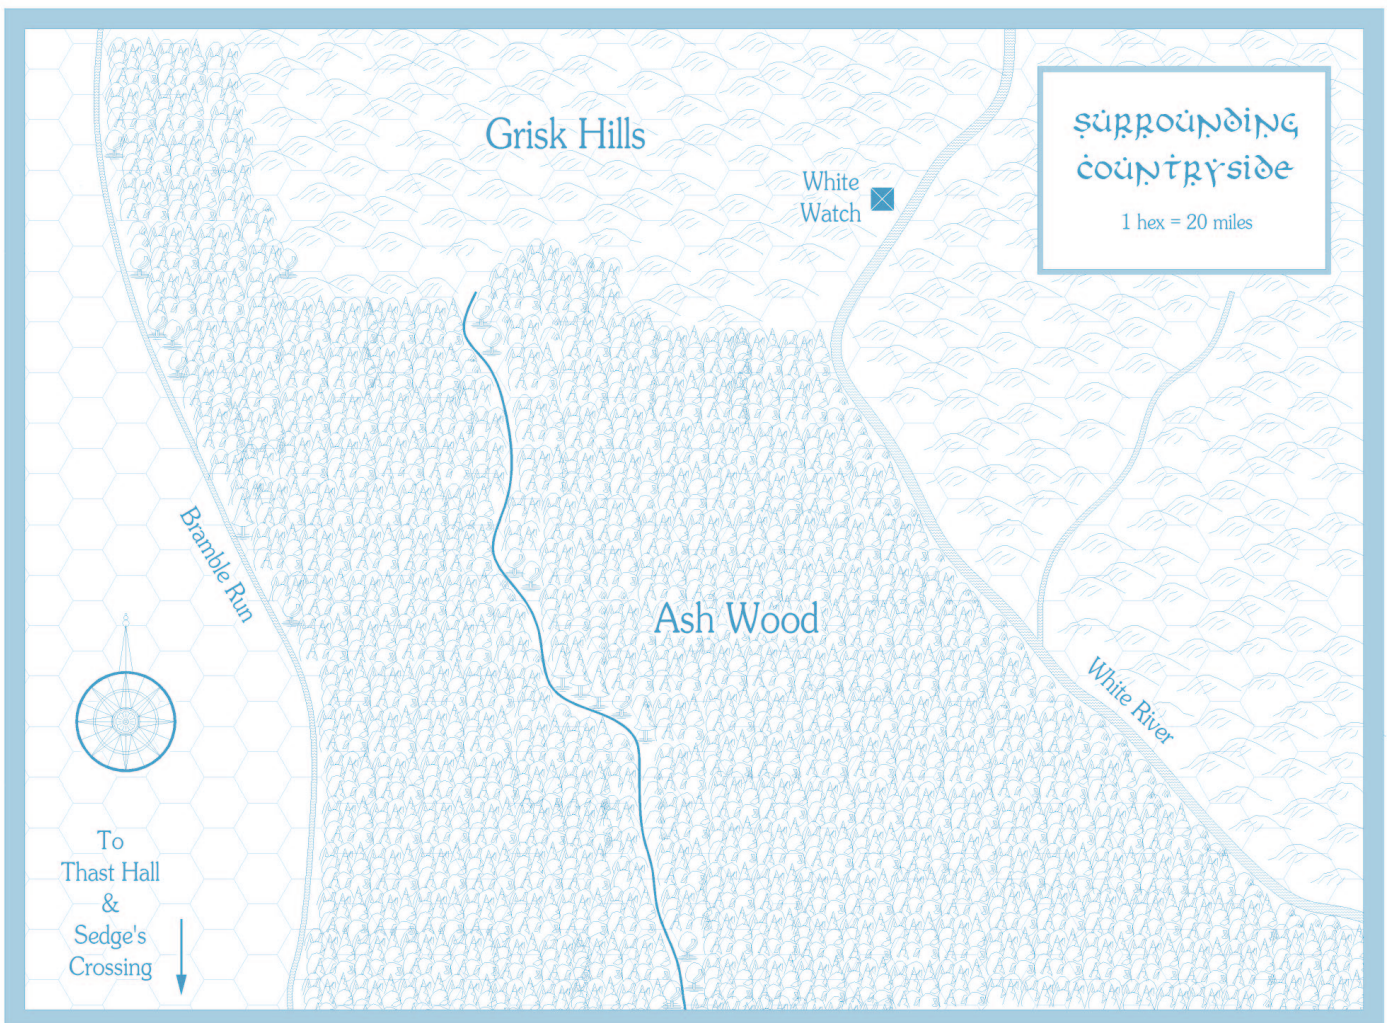 Grisk Hills
White
Watch
SURROUNDING
COUNTRYSIDE
1 hex = 20 miles
Bramble Run
Ash Wood
White River
To
Thast Hall
&
Sedge's
Crossing